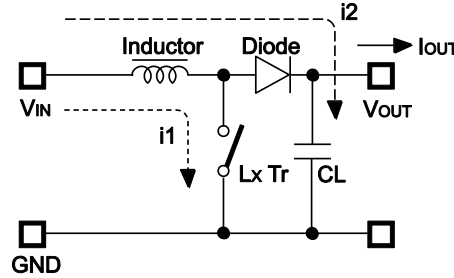 i2
Inductor
Diode
IOUT
VIN
VOUT
i1
Lx Tr
CL
GND